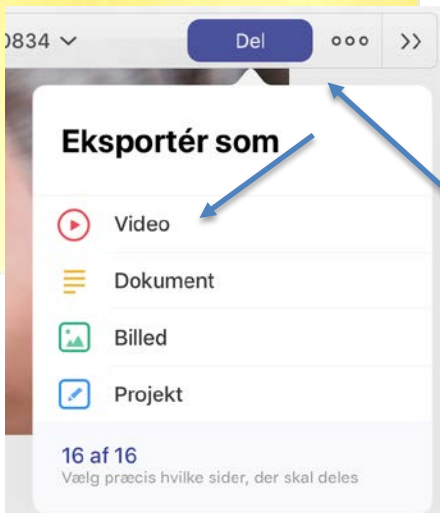 0834
Del
Eksportér som
Video
Dokument
Billed
Projekt
16 af 16
Vælg præcis hvilke sider, der skal deles